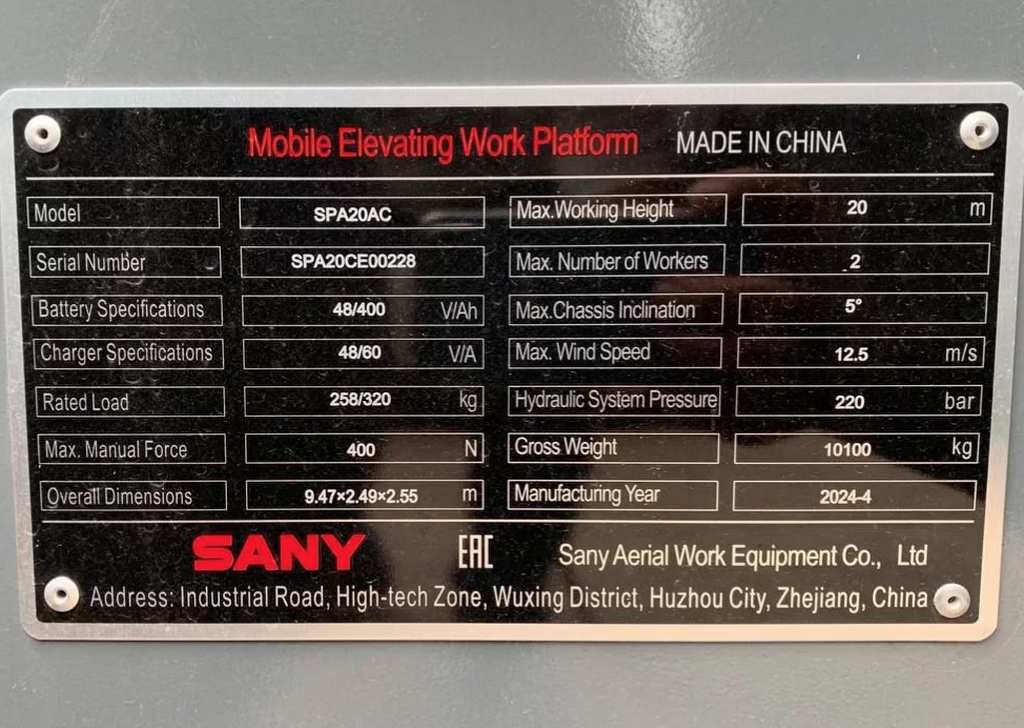 Mobile Elevating Work Platform MADE IN CHINA
Model SPA20AC Max.Working Height 20 m
Serial Number SPA20CE00228 Max. Number of Workers 2
Battery Specifications 48/400 V/Ah Max.Chassis Inclination 5°
Charger Specifications 48/60 V/A Max. Wind Speed 12.5 m/s
Rated Load 258/320 kg Hydraulic System Pressure 220 bar
Max. Manual Force 400 N Gross Weight 10100 kg
Overall Dimensions 9.47×2.49×2.55 m Manufacturing Year 2024-4
SANY EAC Sany Aerial Work Equipment Co., Ltd
Address: Industrial Road, High-tech Zone, Wuxing District, Huzhou City, Zhejiang, China